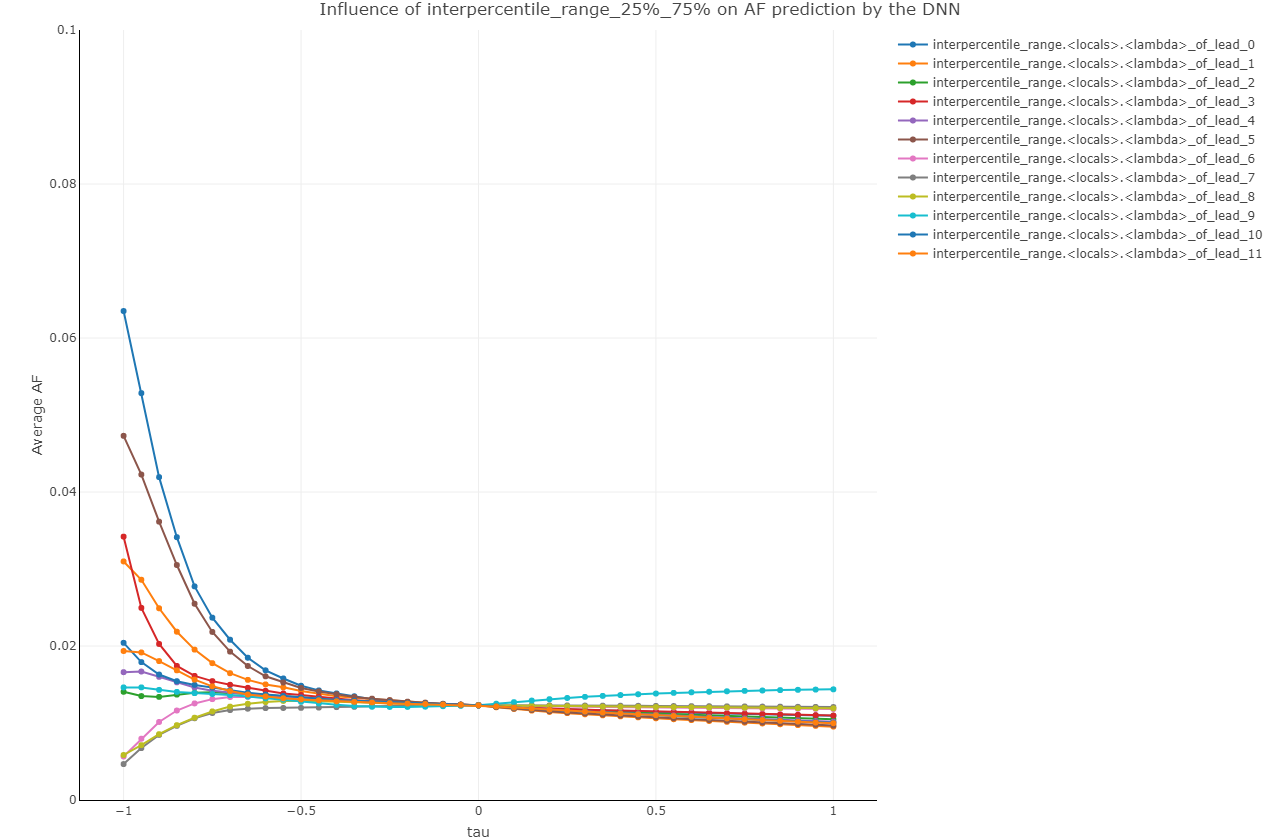 Influence of interpercentile_range_25%_75% on AF prediction by the DNN
0.1
0.08
0.06
0.04
0.02
0
Average AF
−1
−0.5
0
0.5
1
tau
interpercentile_range.<locals>.<lambda>_of_lead_0
interpercentile_range.<locals>.<lambda>_of_lead_1
interpercentile_range.<locals>.<lambda>_of_lead_2
interpercentile_range.<locals>.<lambda>_of_lead_3
interpercentile_range.<locals>.<lambda>_of_lead_4
interpercentile_range.<locals>.<lambda>_of_lead_5
interpercentile_range.<locals>.<lambda>_of_lead_6
interpercentile_range.<locals>.<lambda>_of_lead_7
interpercentile_range.<locals>.<lambda>_of_lead_8
interpercentile_range.<locals>.<lambda>_of_lead_9
interpercentile_range.<locals>.<lambda>_of_lead_10
interpercentile_range.<locals>.<lambda>_of_lead_11